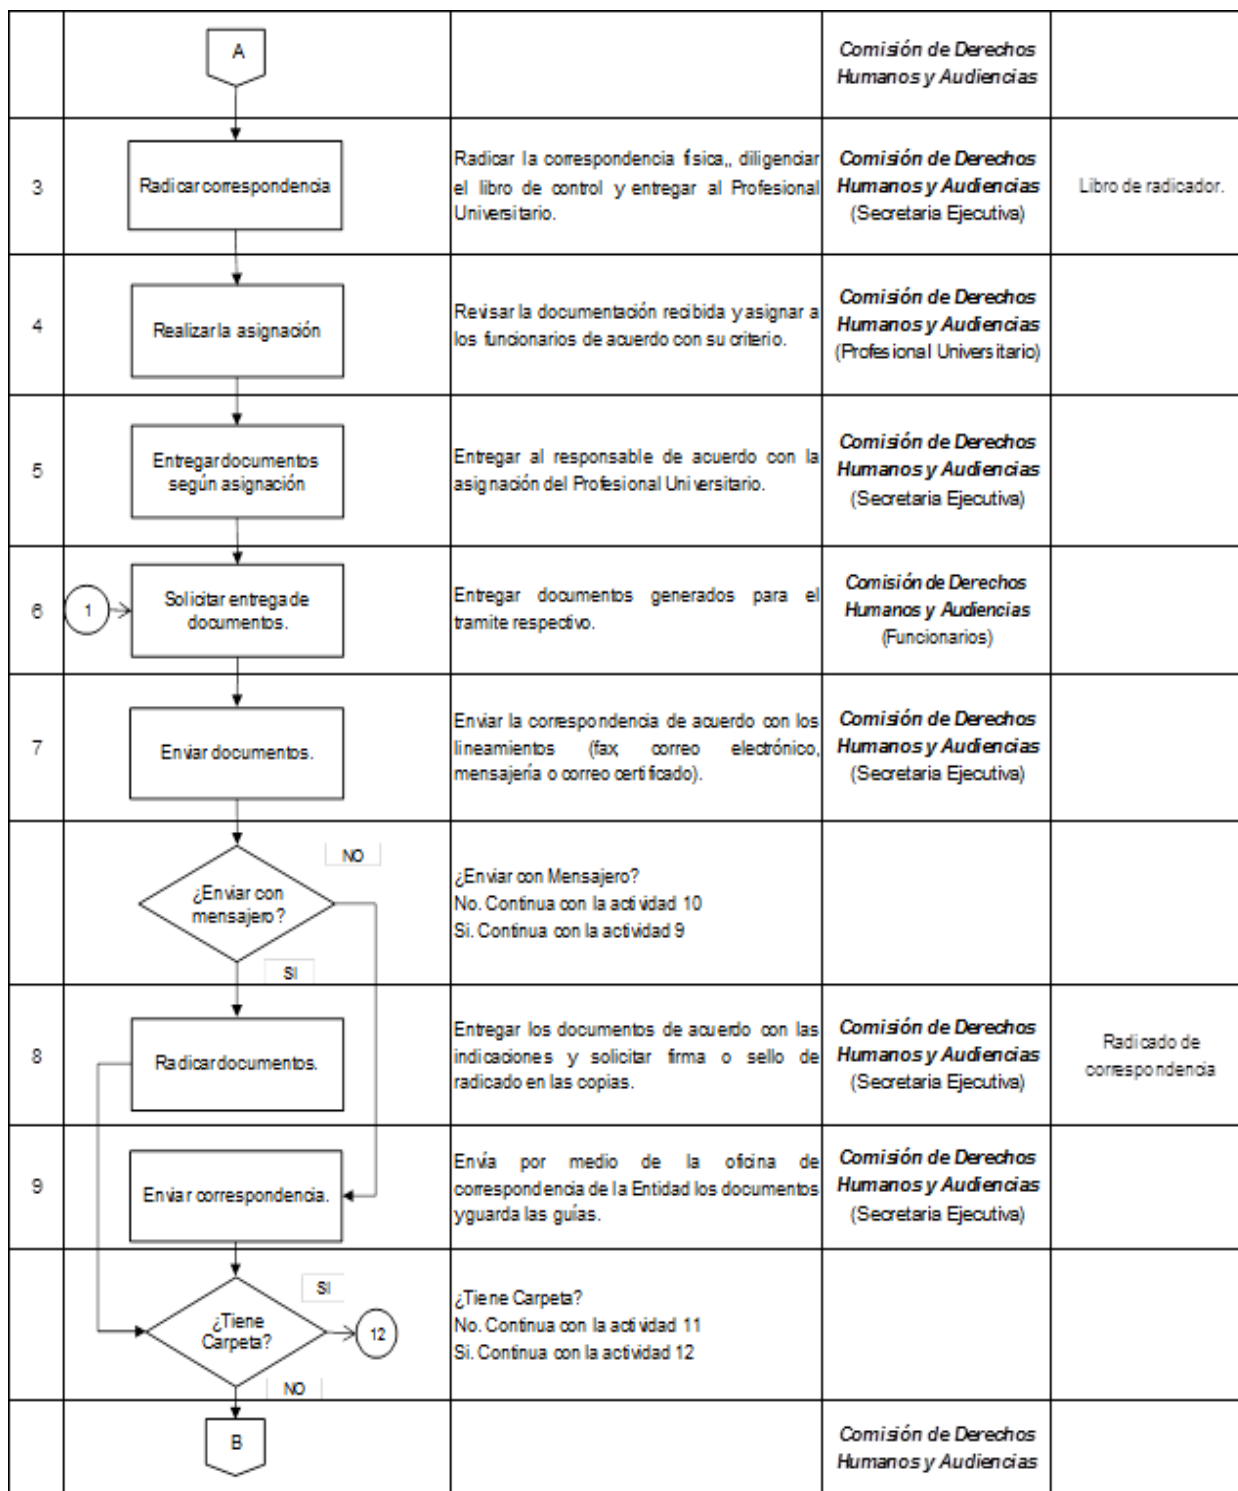 A
Comisión de Derechos
Humanos y Audiencias
3
Radicar correspondencia
Radicar la correspondencia física,, diligenciar
el libro de control y entregar al Profesional
Universitario.
Comisión de Derechos
Humanos y Audiencias
(Secretaria Ejecutiva)
Libro de radicador.
4
Realizar la asignación
Revisar la documentación recibida y asignar a
los funcionarios de acuerdo con su criterio.
Comisión de Derechos
Humanos y Audiencias
(Profesional Universitario)
5
Entregar documentos
según asignación
Entregar al responsable de acuerdo con la
asignación del Profesional Universitario.
Comisión de Derechos
Humanos y Audiencias
(Secretaria Ejecutiva)
6
1
Solicitar entrega de
documentos.
Entregar documentos generados para el
tramite respectivo.
Comisión de Derechos
Humanos y Audiencias
(Funcionarios)
7
Enviar documentos.
Enviar la correspondencia de acuerdo con los
lineamientos (fax, correo electrónico,
mensajería o correo certificado).
Comisión de Derechos
Humanos y Audiencias
(Secretaria Ejecutiva)
NO
¿Enviar con
mensajero?
SI
¿Enviar con Mensajero?
No. Continua con la actividad 10
Si. Continua con la actividad 9
8
Radicar documentos.
Entregar los documentos de acuerdo con las
indicaciones y solicitar firma o sello de
radicado en las copias.
Comisión de Derechos
Humanos y Audiencias
(Secretaria Ejecutiva)
Radicado de
correspondencia
9
Enviar correspondencia.
Envía por medio de la oficina de
correspondencia de la Entidad los documentos
y guarda las guías.
Comisión de Derechos
Humanos y Audiencias
(Secretaria Ejecutiva)
SI
¿Tiene
Carpeta?
12
NO
¿Tiene Carpeta?
No. Continua con la actividad 11
Si. Continua con la actividad 12
B
Comisión de Derechos
Humanos y Audiencias